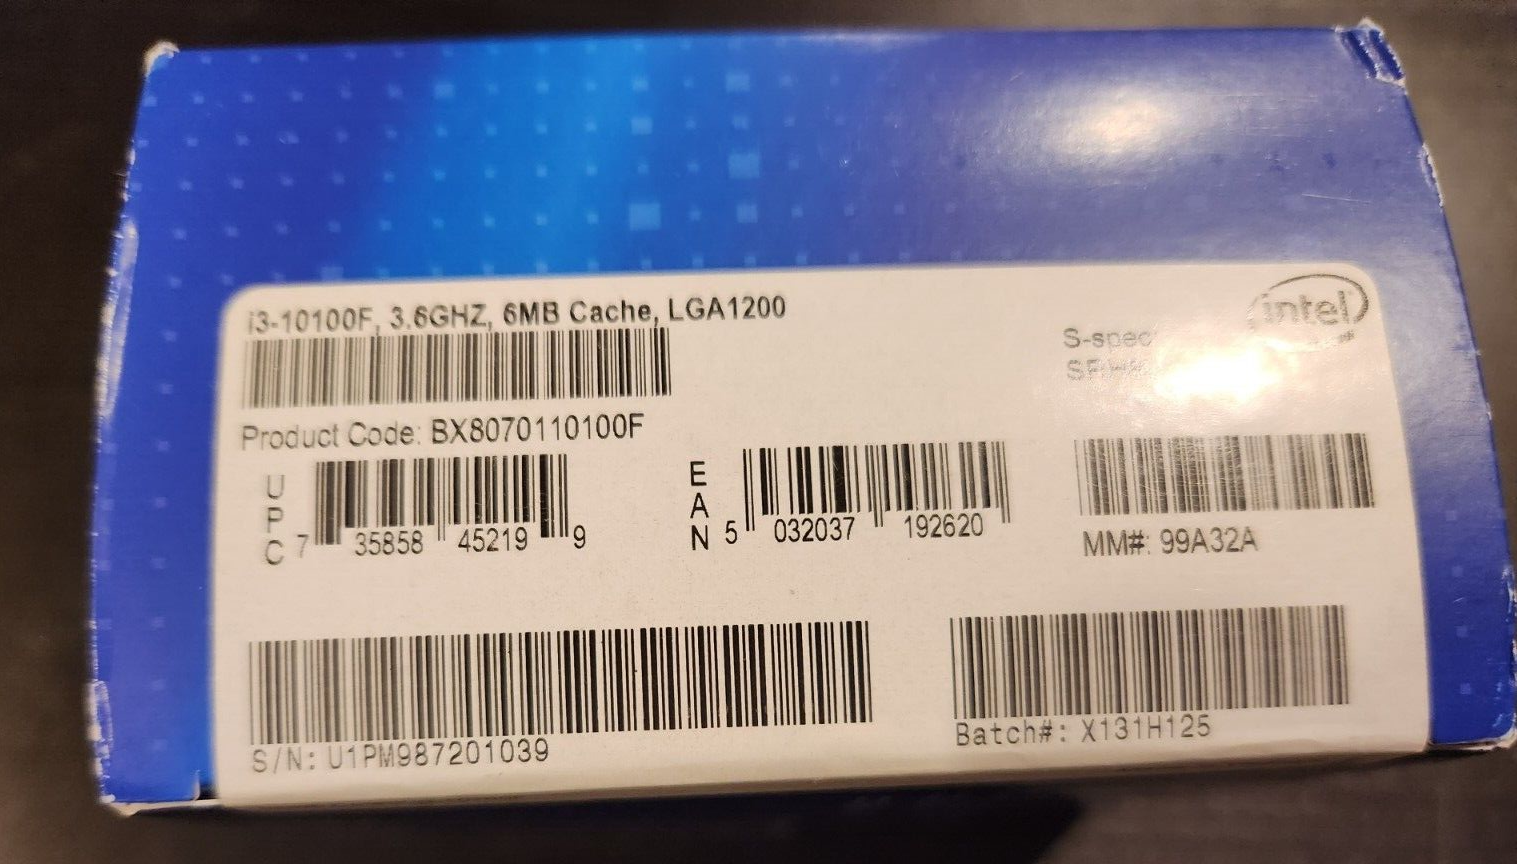 i3-10100F, 3.6GHZ, 6MB Cache, LGA1200
intel
S-spec
Product Code: BX8070110100F
UPC
7 35858 45219 9
EAN
5 032037 192620
MM#: 99A32A
S/N: U1PM987201039
Batch#: X131H125